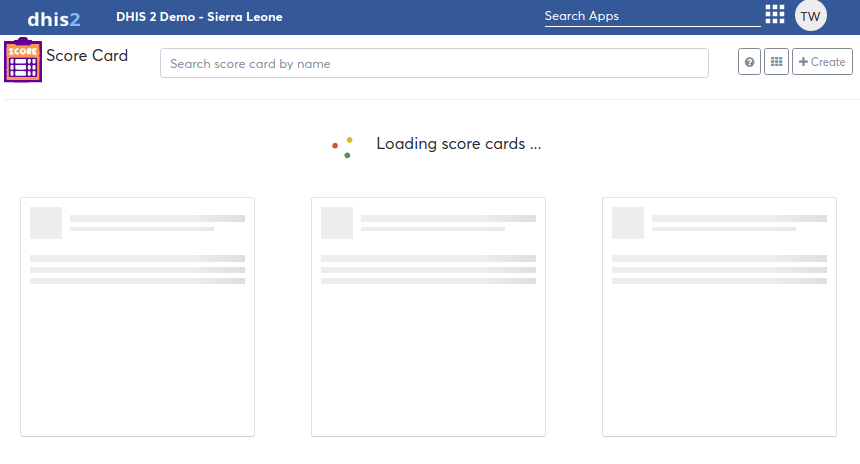 dhis2
DHIS 2 Demo - Sierra Leone
Search Apps
TW
SCORE
Score Card
Search score card by name
?
+ Create
Loading score cards ...